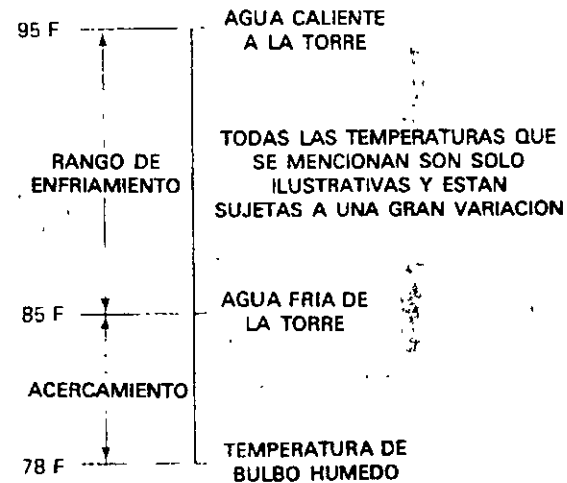 95 F
AGUA CALIENTE
A LA TORRE
TODAS LAS TEMPERATURAS QUE
SE MENCIONAN SON SOLO
ILUSTRATIVAS Y ESTAN
SUJETAS A UNA GRAN VARIACION
RANGO DE
ENFRIAMIENTO
85 F
AGUA FRIA DE
LA TORRE
ACERCAMIENTO
78 F
TEMPERATURA DE
BULBO HUMEDO